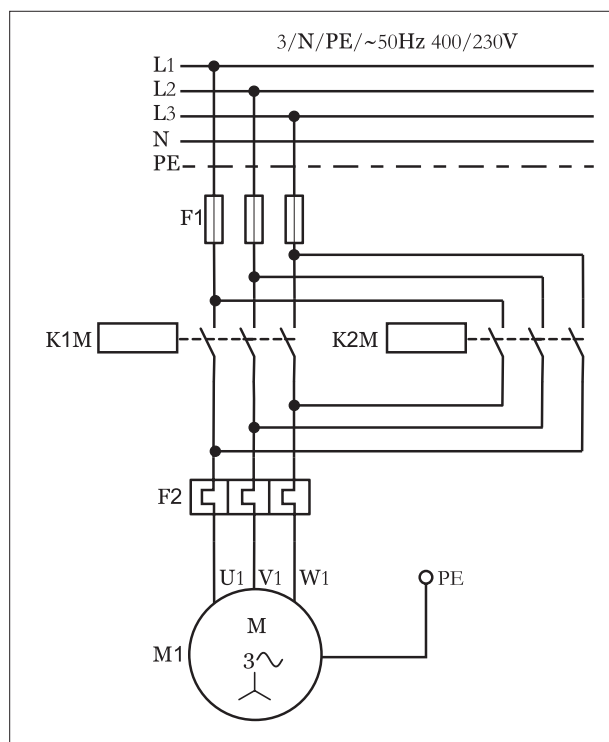 3/N/PE/~50Hz 400/230V
L1
L2
L3
N
PE
F1
K1M
K2M
F2
U1 V1 W1
PE
M
M1
3~